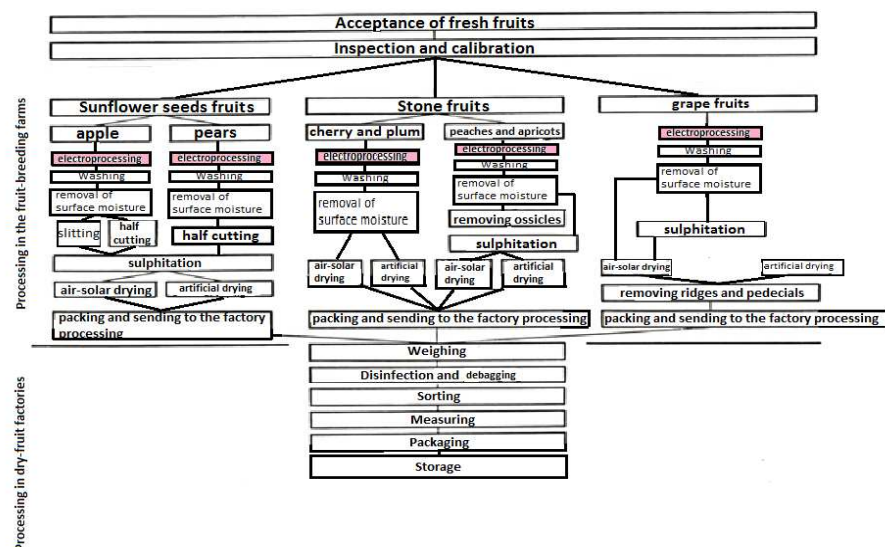 Acceptance of fresh fruits
Inspection and calibration
Processing in the fruit-breeding farms
Sunflower seeds fruits
apple
electroprocessing
Washing
removal of
surface moisture
slitting
half
cutting
pears
electroprocessing
Washing
removal of
surface moisture
half cutting
sulphitation
air-solar drying
artificial drying
packing and sending to the factory
processing
Stone fruits
cherry and plum
electroprocessing
Washing
removal of
surface moisture
air-solar
drying
artificial
drying
peaches and apricots
electroprocessing
Washing
removal of
surface moisture
removing ossicles
sulphitation
air-solar
drying
artificial
drying
packing and sending to the factory processing
grape fruits
electroprocessing
Washing
removal of
surface moisture
sulphitation
air-solar drying
artificial drying
removing ridges and pedecials
packing and sending to the factory processing
Processing in dry-fruit factories
Weighing
Disinfection and debagging
Sorting
Measuring
Packaging
Storage